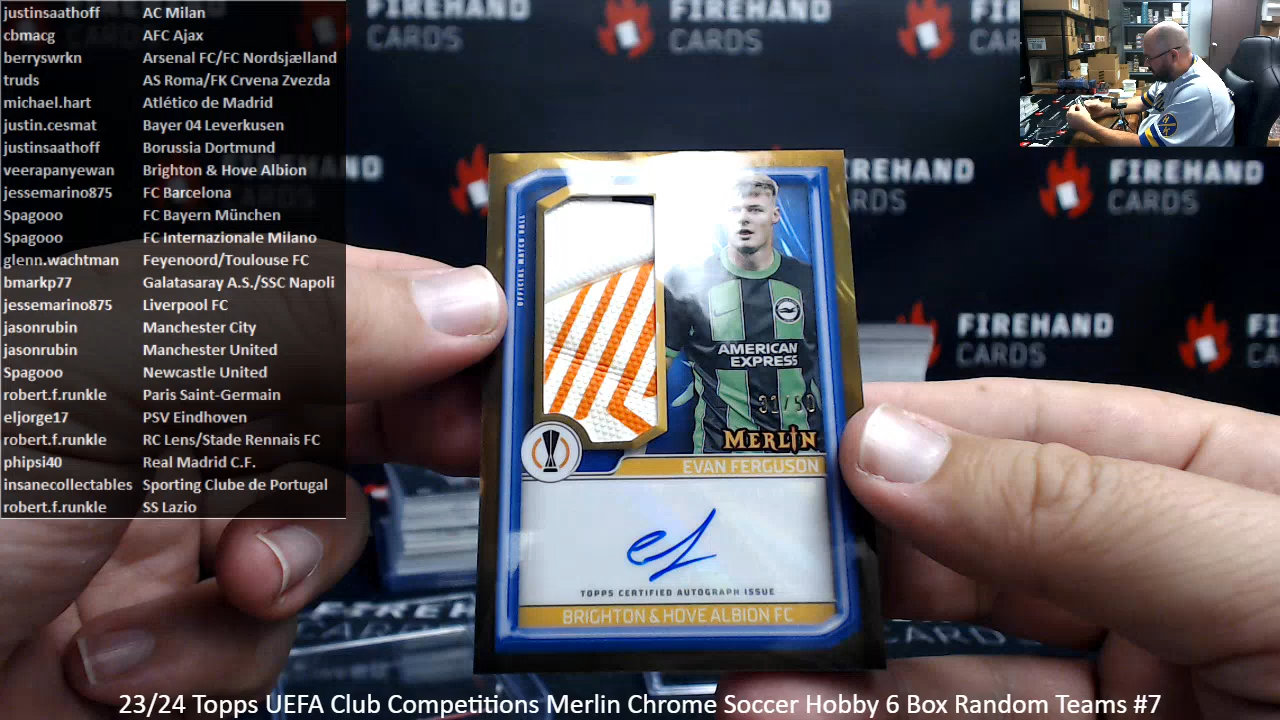 justinsaathoff AC Milan
cbmacg AFC Ajax
berryswrkn Arsenal FC/FC Nordsjælland
truds AS Roma/FK Crvena Zvezda
michael.hart Atlético de Madrid
justin.cesmat Bayer 04 Leverkusen
justinsaathoff Borussia Dortmund
veerapanyewan Brighton & Hove Albion
jessemarino875 FC Barcelona
Spagooo FC Bayern München
Spagooo FC Internazionale Milano
glenn.wachtman Feyenoord/Toulouse FC
bmarkp77 Galatasaray A.S./SSC Napoli
jessemarino875 Liverpool FC
jasonrubin Manchester City
jasonrubin Manchester United
Spagooo Newcastle United
robert.f.runkle Paris Saint-Germain
eljorge17 PSV Eindhoven
robert.f.runkle RC Lens/Stade Rennais FC
phipsi40 Real Madrid C.F.
insanecollectables Sporting Clube de Portugal
robert.f.runkle SS Lazio
FIREHAND
CARDS
FIREHAND
CARDS
FIREHAND
CARDS
FIREHAND
CARDS
OFFICIAL MATCH BALL
AMERICAN
EXPRESS
31/50
MERLIN
EVAN FERGUSON
TOPPS CERTIFIED AUTOGRAPH ISSUE
BRIGHTON & HOVE ALBION FC
23/24 Topps UEFA Club Competitions Merlin Chrome Soccer Hobby 6 Box Random Teams #7